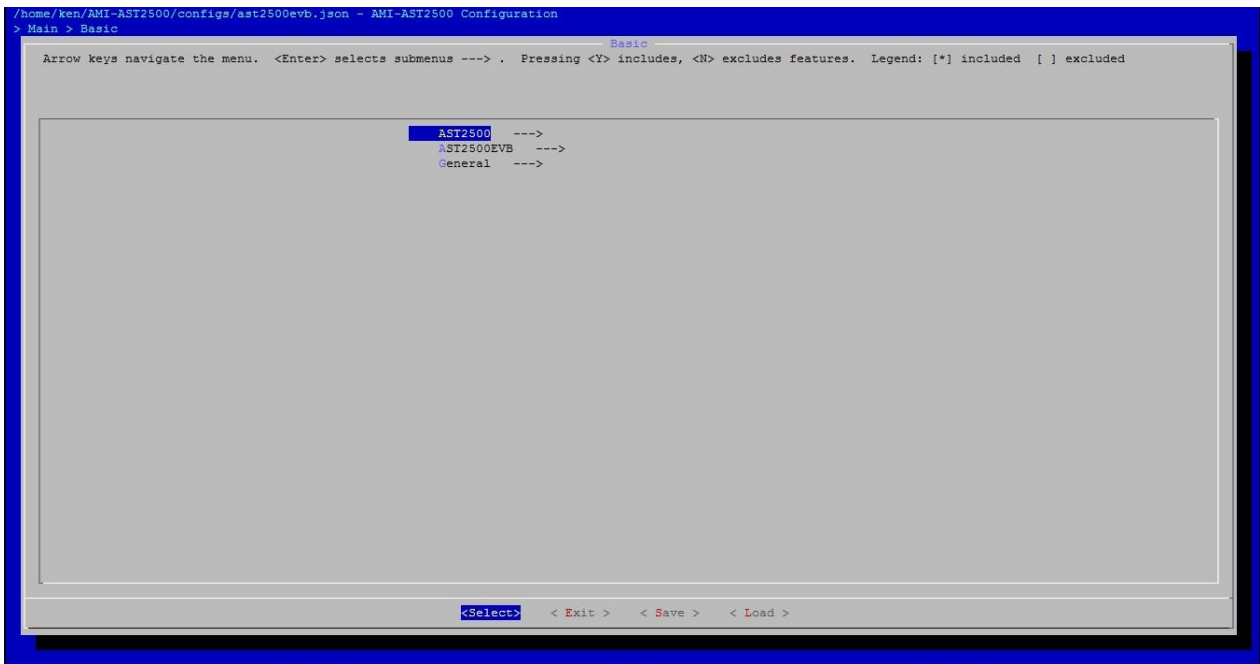 /home/ken/AMI-AST2500/configs/ast2500evb.json - AMI-AST2500 Configuration
> Main > Basic
Basic
Arrow keys navigate the menu. <Enter> selects submenus ---> . Pressing <Y> includes, <N> excludes features. Legend: [*] included [ ] excluded
AST2500 --->
AST2500EVB --->
General --->
<Select> < Exit > < Save > < Load >